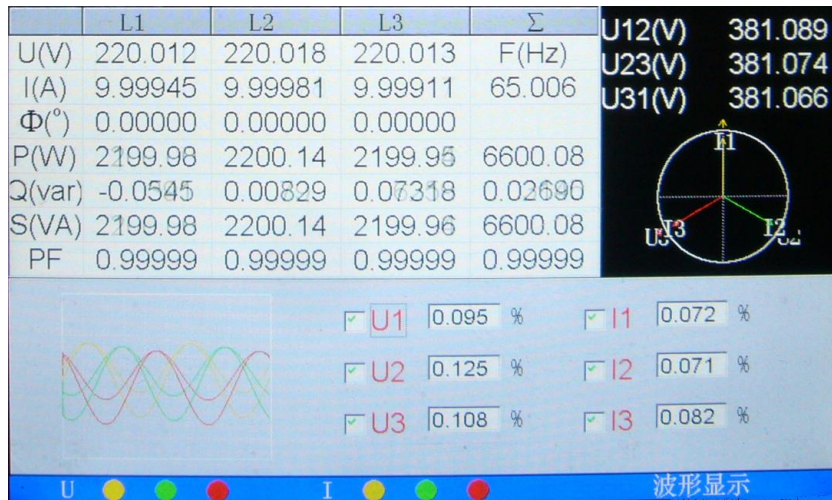 L1 L2 L3 Σ
U(V) 220.012 220.018 220.013 F(Hz)
I(A) 9.99945 9.99981 9.99911 65.006
Φ(°) 0.00000 0.00000 0.00000
P(W) 2199.98 2200.14 2199.95 6600.08
Q(var) -0.0545 0.00829 0.07358 0.02690
S(VA) 2199.98 2200.14 2199.96 6600.08
PF 0.99999 0.99999 0.99999 0.99999
U12(V) 381.089
U23(V) 381.074
U31(V) 381.066
I1
U3 I3 I2 U2
U1 0.095 % I1 0.072 %
U2 0.125 % I2 0.071 %
U3 0.108 % I3 0.082 %
U I 波形显示